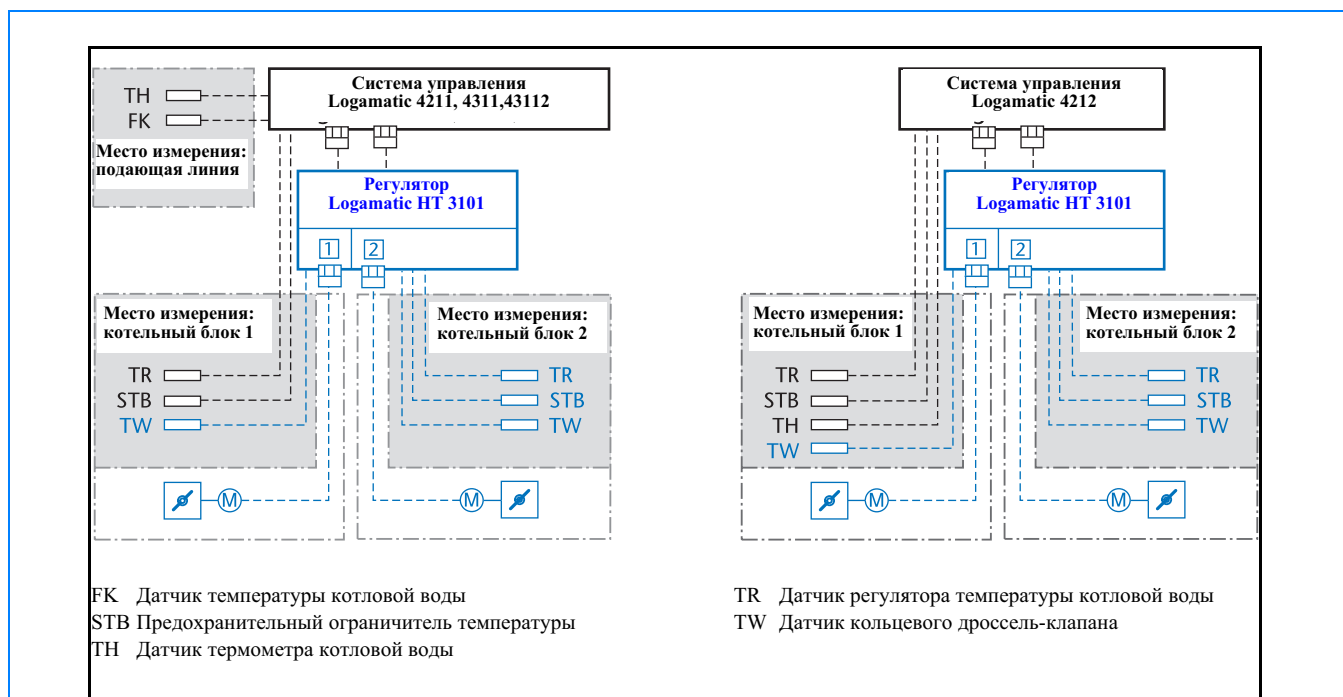 TH
FK
Место измерения:
подающая линия
Система управления
Logamatic 4211, 4311,43112
Регулятор
Logamatic HT 3101
1
2
Место измерения:
котельный блок 1
TR
STB
TW
M
Место измерения:
котельный блок 2
TR
STB
TW
M
Система управления
Logamatic 4212
Регулятор
Logamatic HT 3101
1
2
Место измерения:
котельный блок 1
TR
STB
TH
TW
M
Место измерения:
котельный блок 2
TR
STB
TW
M
FK Датчик температуры котловой воды
STB Предохранительный ограничитель температуры
TH Датчик термометра котловой воды
TR Датчик регулятора температуры котловой воды
TW Датчик кольцевого дроссель-клапана